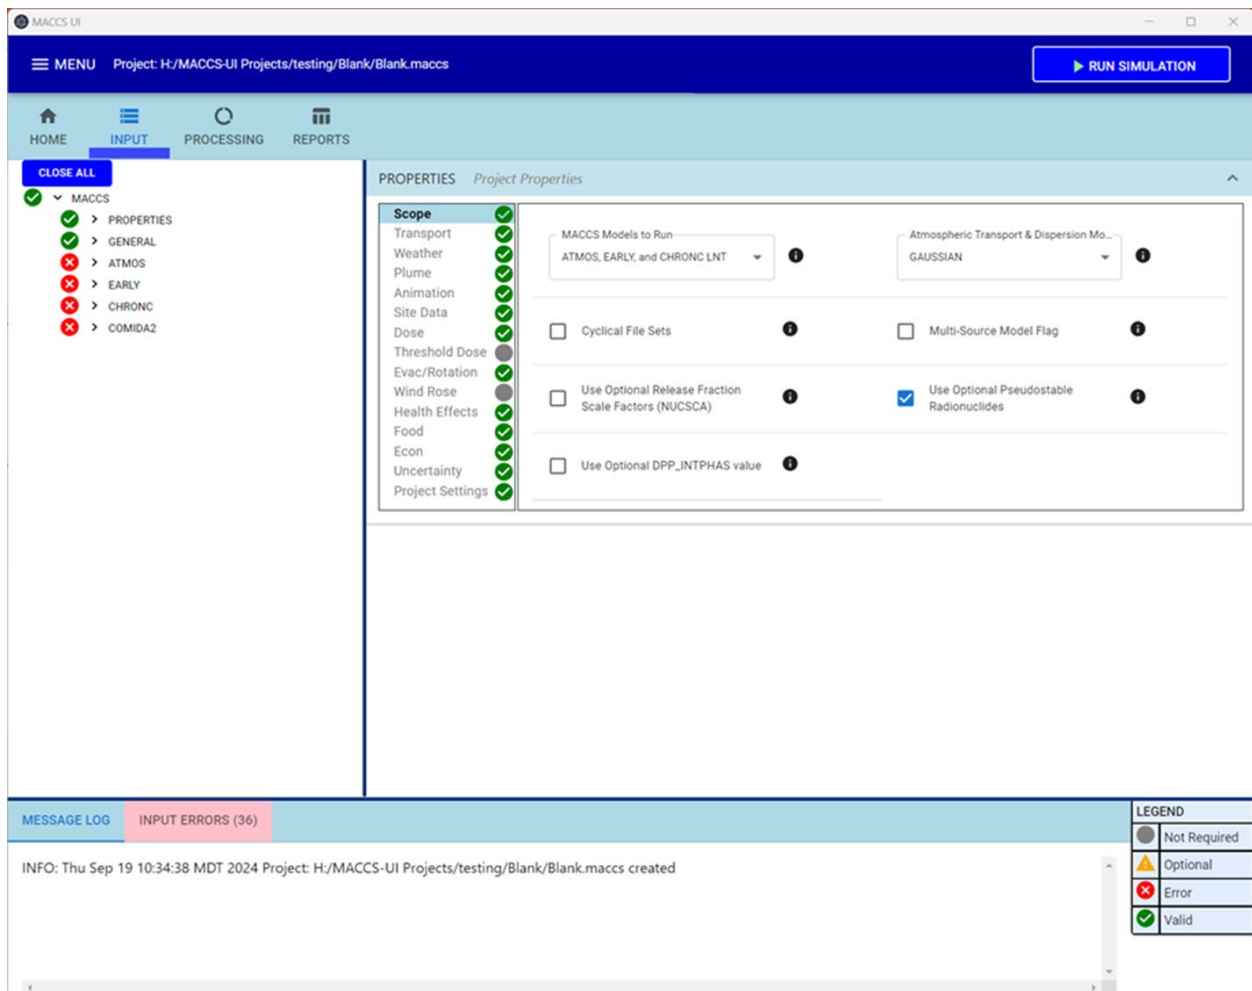 MACCS UI
MENU Project: H:/MACCS-UI Projects/testing/Blank/Blank.maccs
RUN SIMULATION
HOME INPUT PROCESSING REPORTS
CLOSE ALL
MACCS
PROPERTIES
GENERAL
ATMOS
EARLY
CHRONC
COMIDA2
PROPERTIES Project Properties
Scope
Transport
Weather
Plume
Animation
Site Data
Dose
Threshold Dose
Evac/Rotation
Wind Rose
Health Effects
Food
Econ
Uncertainty
Project Settings
MACCS Models to Run
ATMOS, EARLY, and CHRONC LNT
Atmospheric Transport & Dispersion Mo...
GAUSSIAN
Cyclical File Sets
Multi-Source Model Flag
Use Optional Release Fraction
Scale Factors (NUCSCA)
Use Optional Pseudostable
Radionuclides
Use Optional DPP_INTPHAS value
MESSAGE LOG INPUT ERRORS (36)
INFO: Thu Sep 19 10:34:38 MDT 2024 Project: H:/MACCS-UI Projects/testing/Blank/Blank.maccs created
LEGEND
Not Required
Optional
Error
Valid